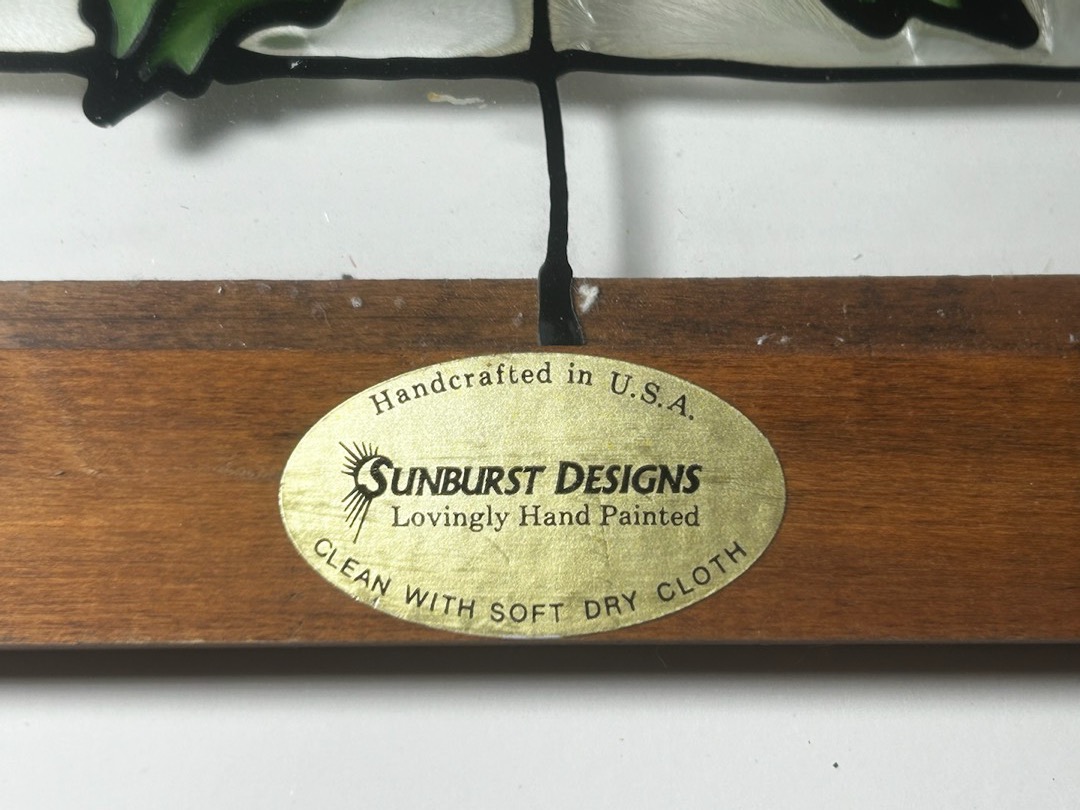 Handcrafted in U.S.A.
SUNBURST DESIGNS
Lovingly Hand Painted
CLEAN WITH SOFT DRY CLOTH